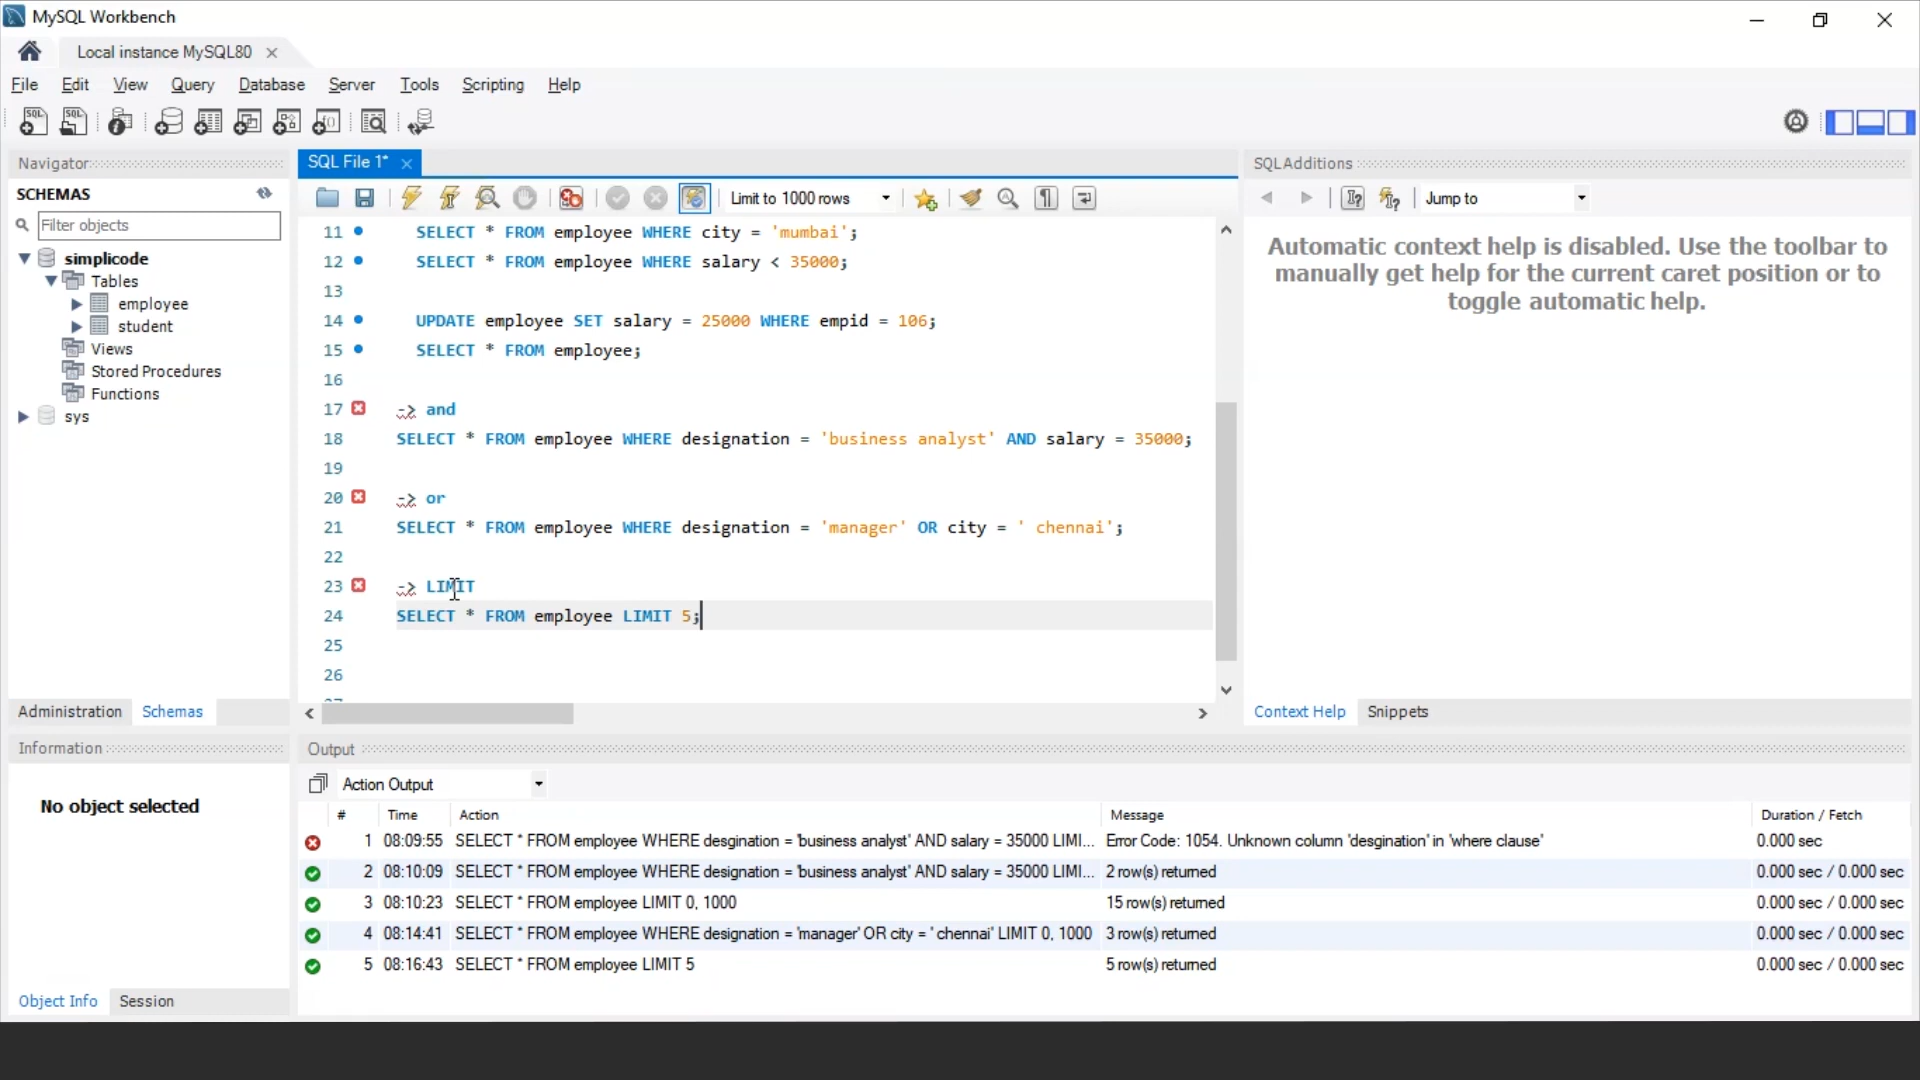 MySQL Workbench
Local instance MySQL80
File Edit View Query Database Server Tools Scripting Help
Navigator
SCHEMAS
Filter objects
simplicode
Tables
employee
student
Views
Stored Procedures
Functions
sys
Administration Schemas
Information
No object selected
Object Info Session
SQL File 1*
Limit to 1000 rows
11 SELECT * FROM employee WHERE city = 'mumbai';
12 SELECT * FROM employee WHERE salary < 35000;
13
14 UPDATE employee SET salary = 25000 WHERE empid = 106;
15 SELECT * FROM employee;
16
17 -> and
18 SELECT * FROM employee WHERE designation = 'business analyst' AND salary = 35000;
19
20 -> or
21 SELECT * FROM employee WHERE designation = 'manager' OR city = ' chennai';
22
23 -> LIMIT
24 SELECT * FROM employee LIMIT 5;
25
26
SQLAdditions
Jump to
Automatic context help is disabled. Use the toolbar to
manually get help for the current caret position or to
toggle automatic help.
Context Help Snippets
Output
Action Output
# Time Action Message Duration / Fetch
1 08:09:55 SELECT * FROM employee WHERE desgination = 'business analyst' AND salary = 35000 LIMI... Error Code: 1054. Unknown column 'desgination' in 'where clause' 0.000 sec
2 08:10:09 SELECT * FROM employee WHERE designation = 'business analyst' AND salary = 35000 LIMI... 2 row(s) returned 0.000 sec / 0.000 sec
3 08:10:23 SELECT * FROM employee LIMIT 0, 1000 15 row(s) returned 0.000 sec / 0.000 sec
4 08:14:41 SELECT * FROM employee WHERE designation = 'manager' OR city = ' chennai' LIMIT 0, 1000 3 row(s) returned 0.000 sec / 0.000 sec
5 08:16:43 SELECT * FROM employee LIMIT 5 5 row(s) returned 0.000 sec / 0.000 sec